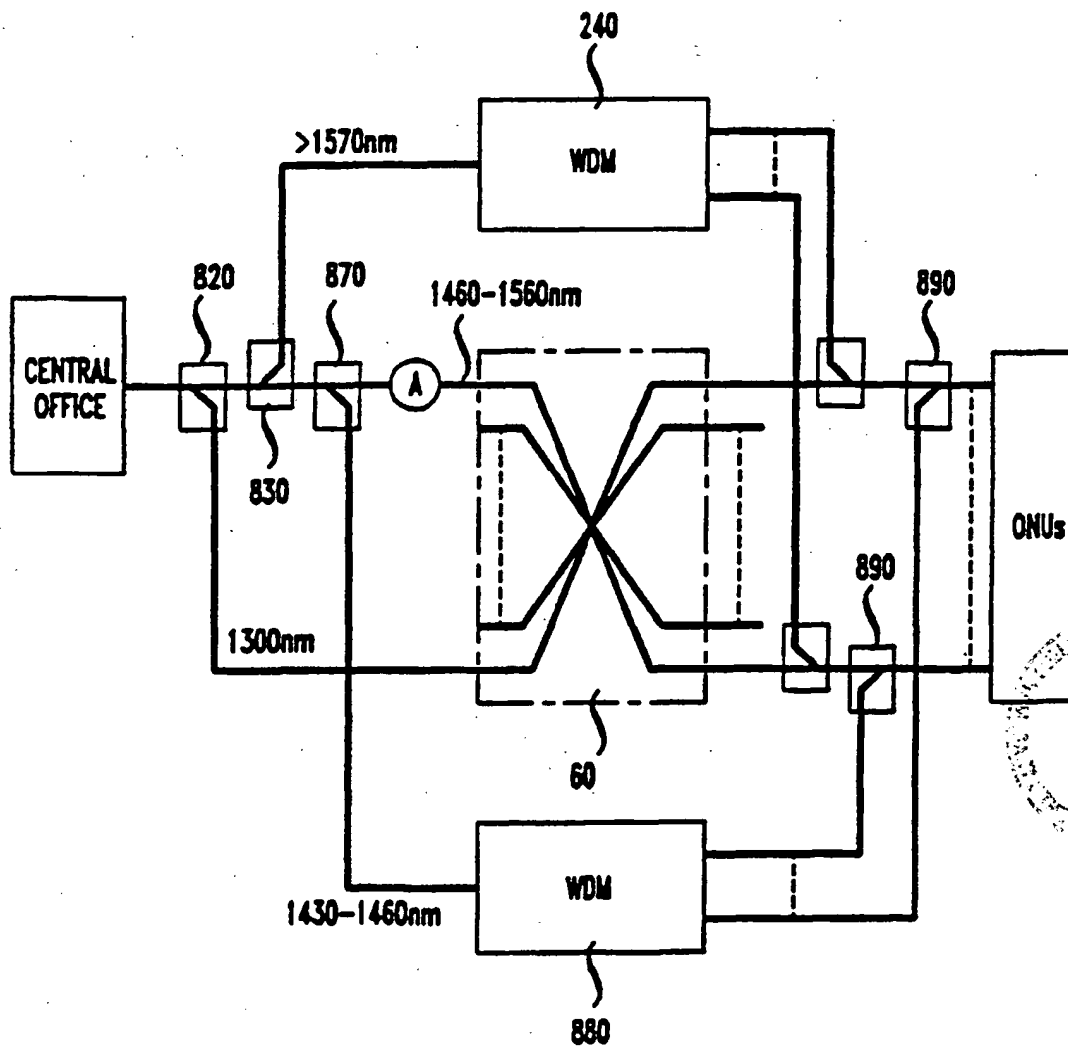 240
>1570nm
WDM
820
870
1460-1560nm
890
CENTRAL
OFFICE
A
830
ONUs
890
1300nm
60
WDM
1430-1460nm
880